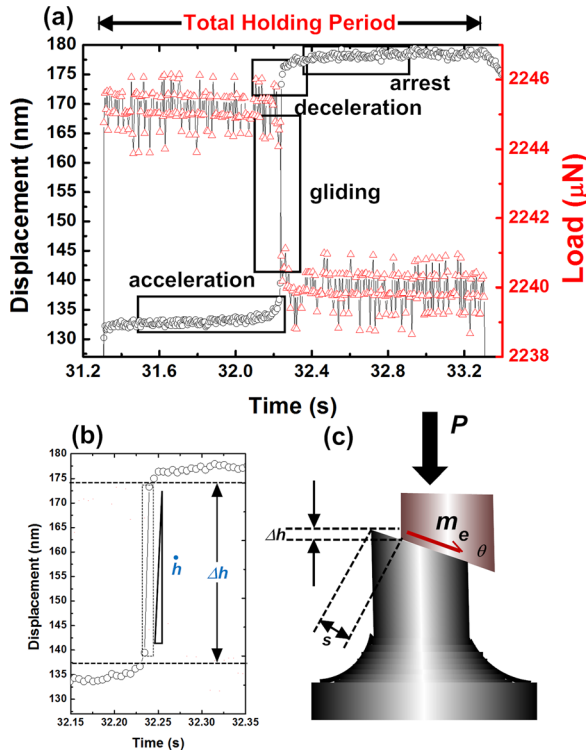 (a)
Total Holding Period
180
175
170
165
160
155
150
145
140
135
130
Displacement (nm)
31.2 31.6 32.0 32.4 32.8 33.2
Time (s)
2246
2244
2242
2240
2238
Load (μN)
arrest
deceleration
gliding
acceleration
(b)
180
175
170
165
160
155
150
145
140
135
130
Displacement (nm)
32.15 32.20 32.25 32.30 32.35
Time (s)
ḣ
Δh
(c)
P
Δh
me
θ
s